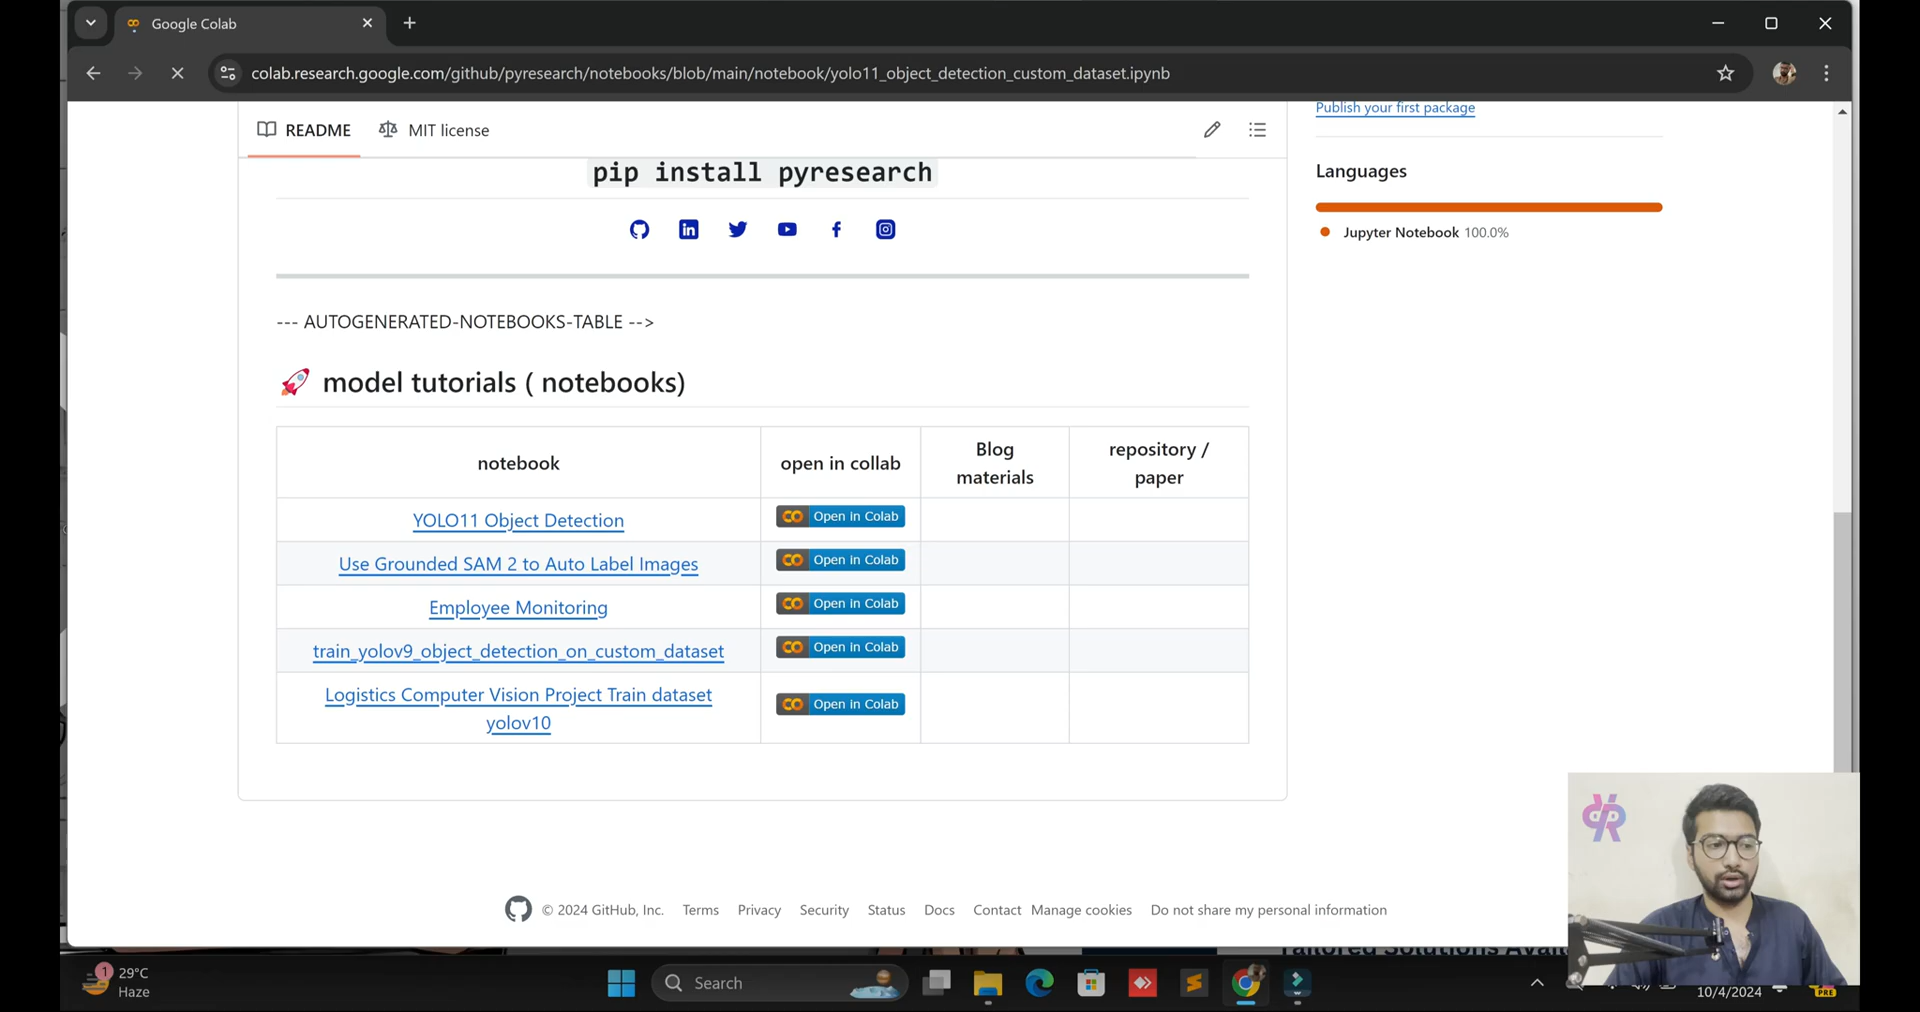 Google Colab
colab.research.google.com/github/pyresearch/notebooks/blob/main/notebook/yolo11_object_detection_custom_dataset.ipynb
README
MIT license
Publish your first package
pip install pyresearch
Languages
Jupyter Notebook 100.0%
--- AUTOGENERATED-NOTEBOOKS-TABLE -->
model tutorials ( notebooks)
notebook
open in collab
Blog
materials
repository /
paper
YOLO11 Object Detection
Open in Colab
Use Grounded SAM 2 to Auto Label Images
Open in Colab
Employee Monitoring
Open in Colab
train_yolov9_object_detection_on_custom_dataset
Open in Colab
Logistics Computer Vision Project Train dataset
yolov10
Open in Colab
© 2024 GitHub, Inc. Terms Privacy Security Status Docs Contact Manage cookies Do not share my personal information
1
29°C
Haze
Search
10/4/2024
PRE